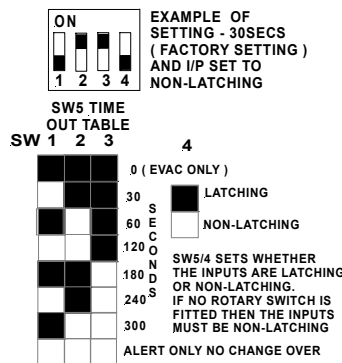 ON
1 2 3 4
EXAMPLE OF
SETTING - 30SECS
( FACTORY SETTING )
AND I/P SET TO
NON-LATCHING
SW5 TIME
OUT TABLE
SW 1 2 3
4
0 ( EVAC ONLY )
30
60
120
180
240
300
SECONDS
ALERT ONLY NO CHANGE OVER
LATCHING
NON-LATCHING
SW5/4 SETS WHETHER
THE INPUTS ARE LATCHING
OR NON-LATCHING.
IF NO ROTARY SWITCH IS
FITTED THEN THE INPUTS
MUST BE NON-LATCHING